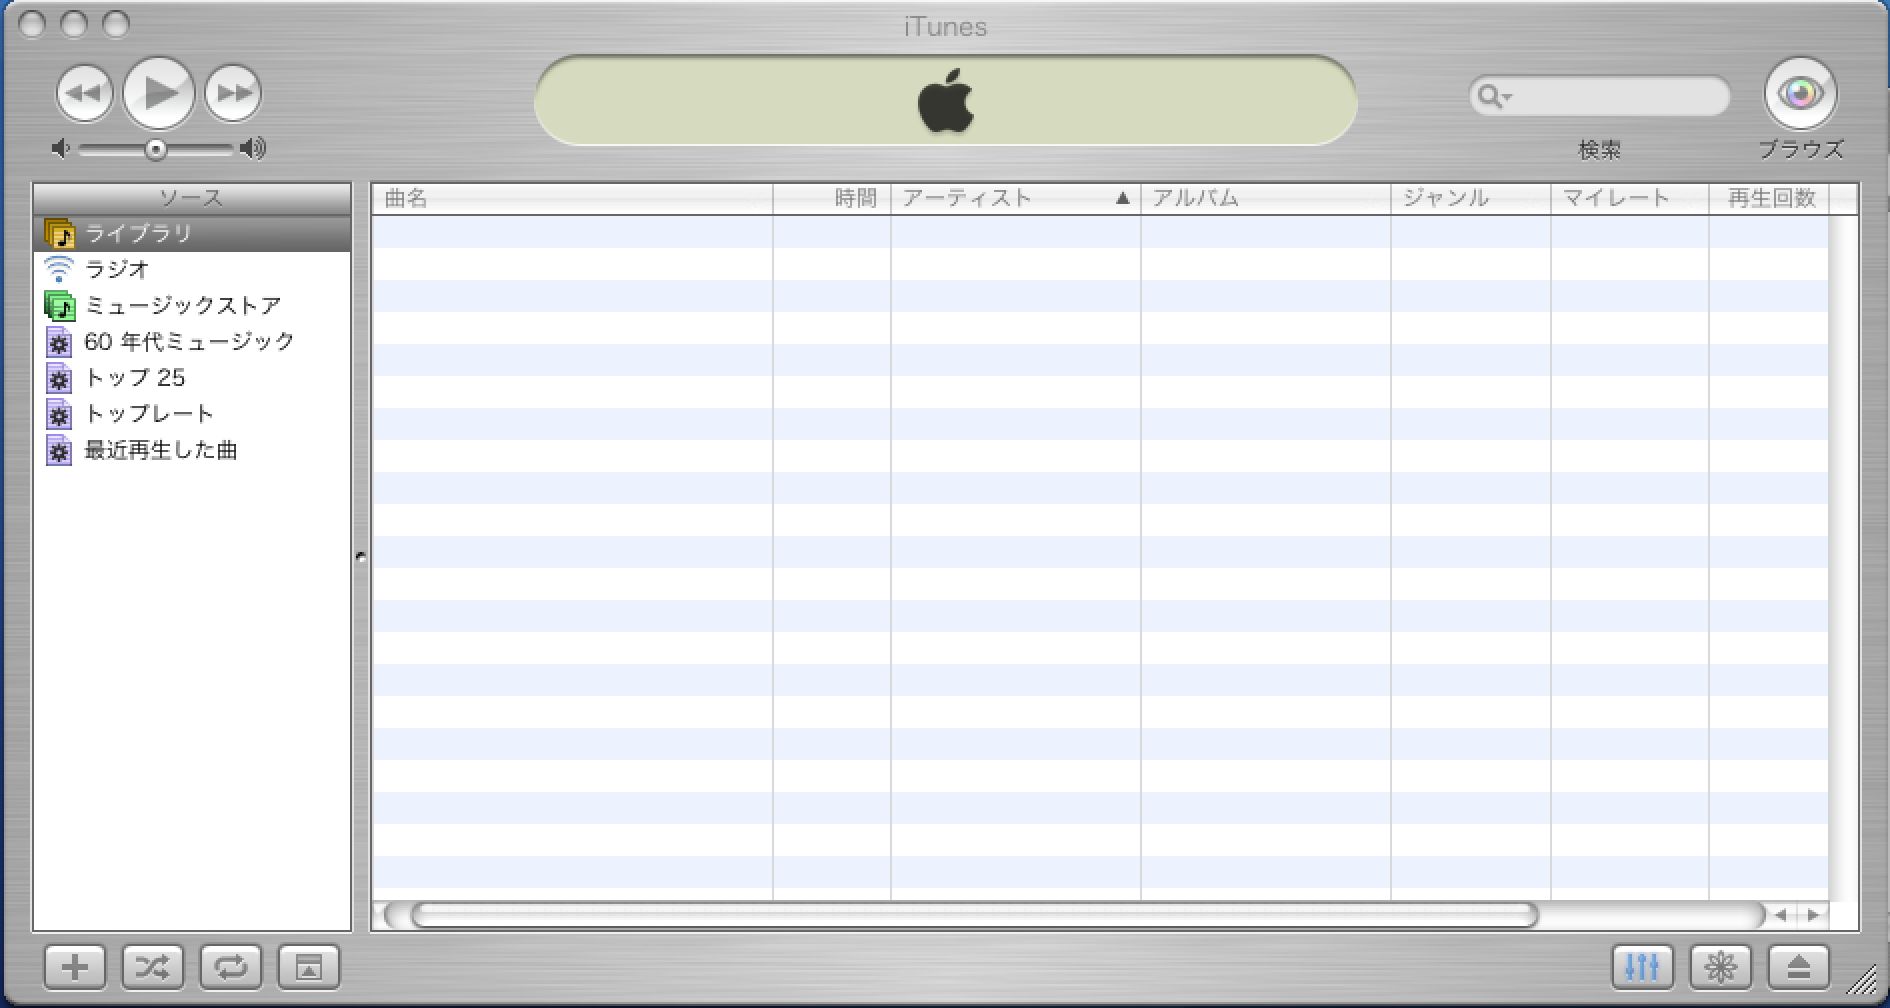 iTunes
検索
ブラウズ
ソース
ライブラリ
ラジオ
ミュージックストア
60 年代ミュージック
トップ 25
トップレート
最近再生した曲
曲名 時間 アーティスト アルバム ジャンル マイレート 再生回数